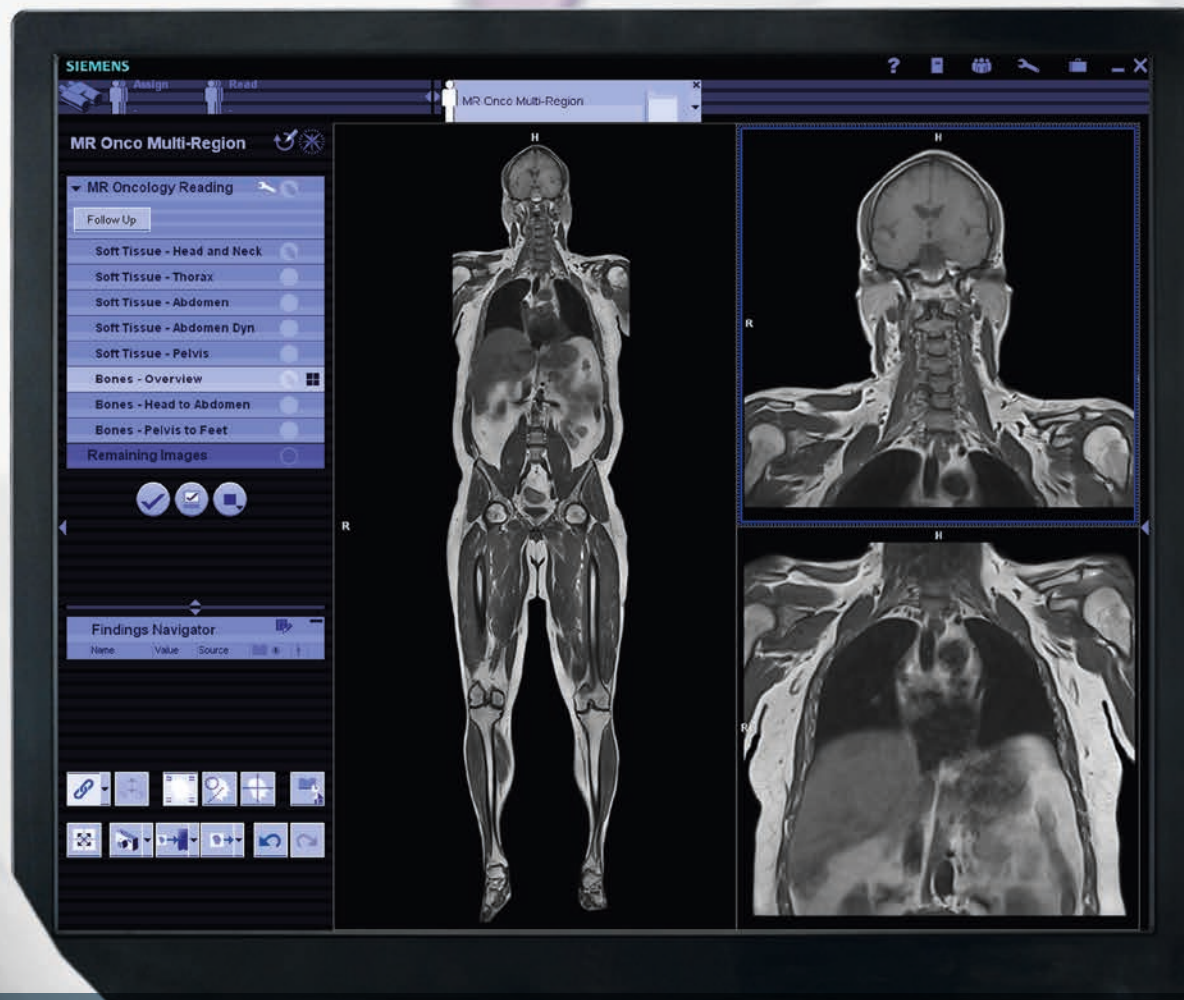 SIEMENS
Assign
Read
MR Onco Multi-Region
MR Onco Multi-Region
MR Oncology Reading
Follow Up
Soft Tissue - Head and Neck
Soft Tissue - Thorax
Soft Tissue - Abdomen
Soft Tissue - Abdomen Dyn
Soft Tissue - Pelvis
Bones - Overview
Bones - Head to Abdomen
Bones - Pelvis to Feet
Remaining Images
Findings Navigator
Name Value Source
H
R
H
R
H
R